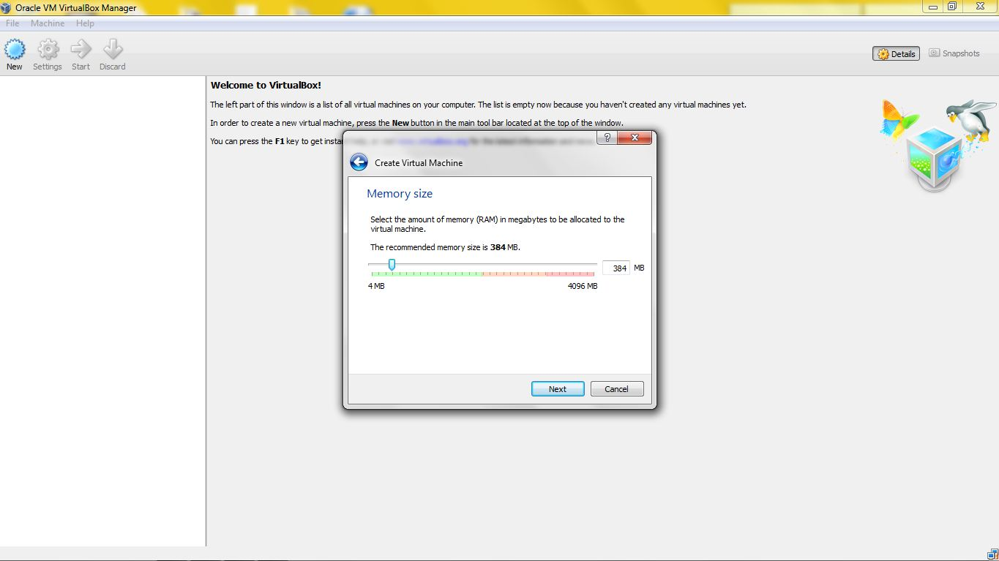 Oracle VM VirtualBox Manager
File Machine Help
New Settings Start Discard
Details Snapshots
Welcome to VirtualBox!
The left part of this window is a list of all virtual machines on your computer. The list is empty now because you haven't created any virtual machines yet.
In order to create a new virtual machine, press the New button in the main tool bar located at the top of the window.
You can press the F1 key to get
?
Create Virtual Machine
Memory size
Select the amount of memory (RAM) in megabytes to be allocated to the
virtual machine.
The recommended memory size is 384 MB.
384 MB
4 MB 4096 MB
Next Cancel